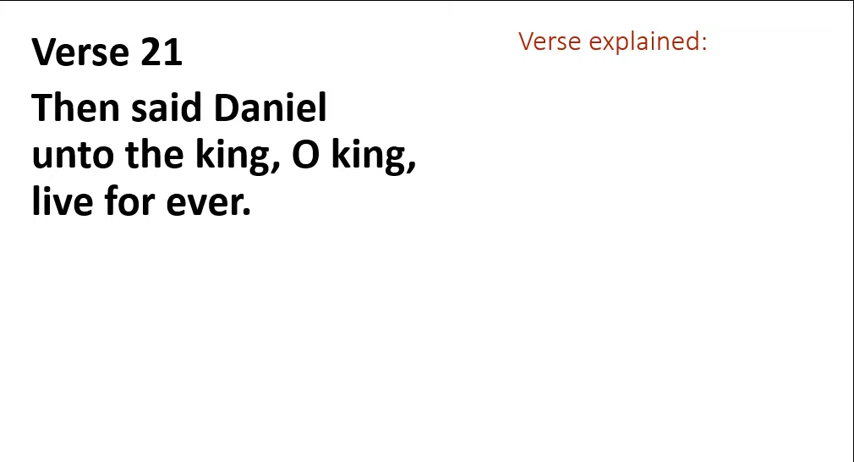 Verse 21
Then said Daniel
unto the king, O king,
live for ever.
Verse explained: